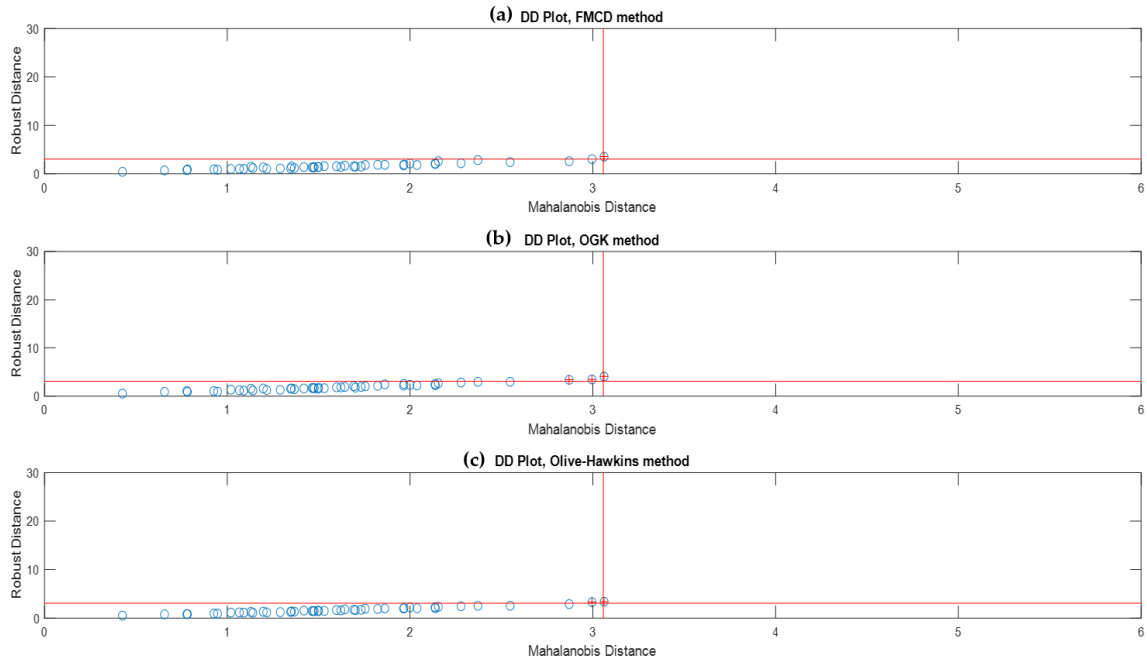 (a) DD Plot, FMCD method
30
20
10
0
Robust Distance
0 1 2 3 4 5 6
Mahalanobis Distance
(b) DD Plot, OGK method
30
20
10
0
Robust Distance
0 1 2 3 4 5 6
Mahalanobis Distance
(c) DD Plot, Olive-Hawkins method
30
20
10
0
Robust Distance
0 1 2 3 4 5 6
Mahalanobis Distance